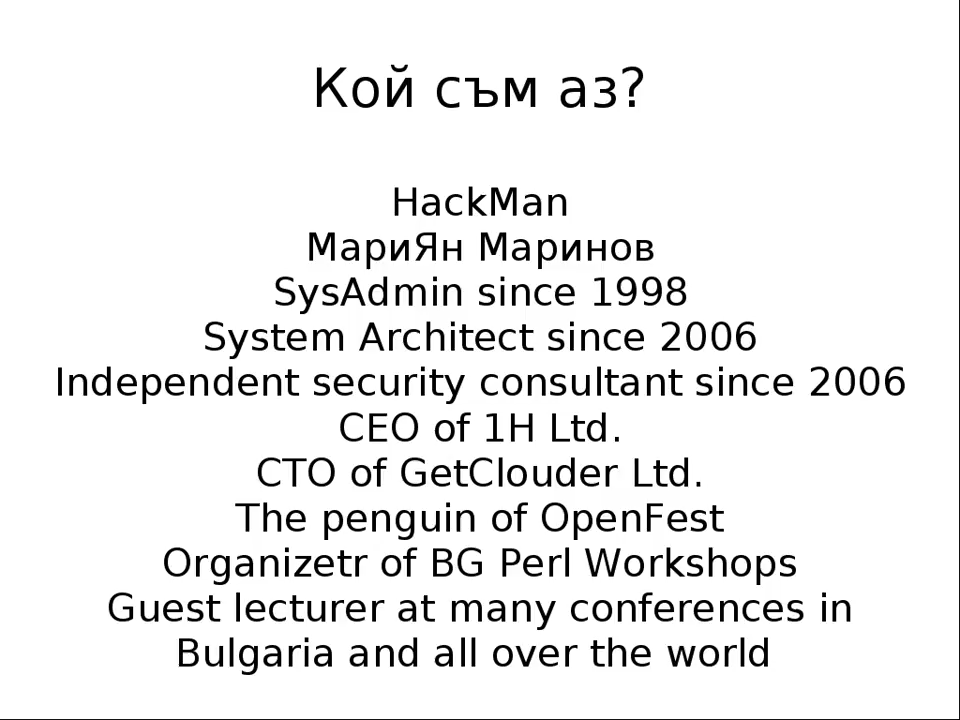 Кой съм аз?
HackMan
МариЯн Маринов
SysAdmin since 1998
System Architect since 2006
Independent security consultant since 2006
CEO of 1H Ltd.
CTO of GetClouder Ltd.
The penguin of OpenFest
Organizetr of BG Perl Workshops
Guest lecturer at many conferences in
Bulgaria and all over the world